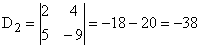 D₂ = |2 4; 5 −9| = −18 − 20 = −38